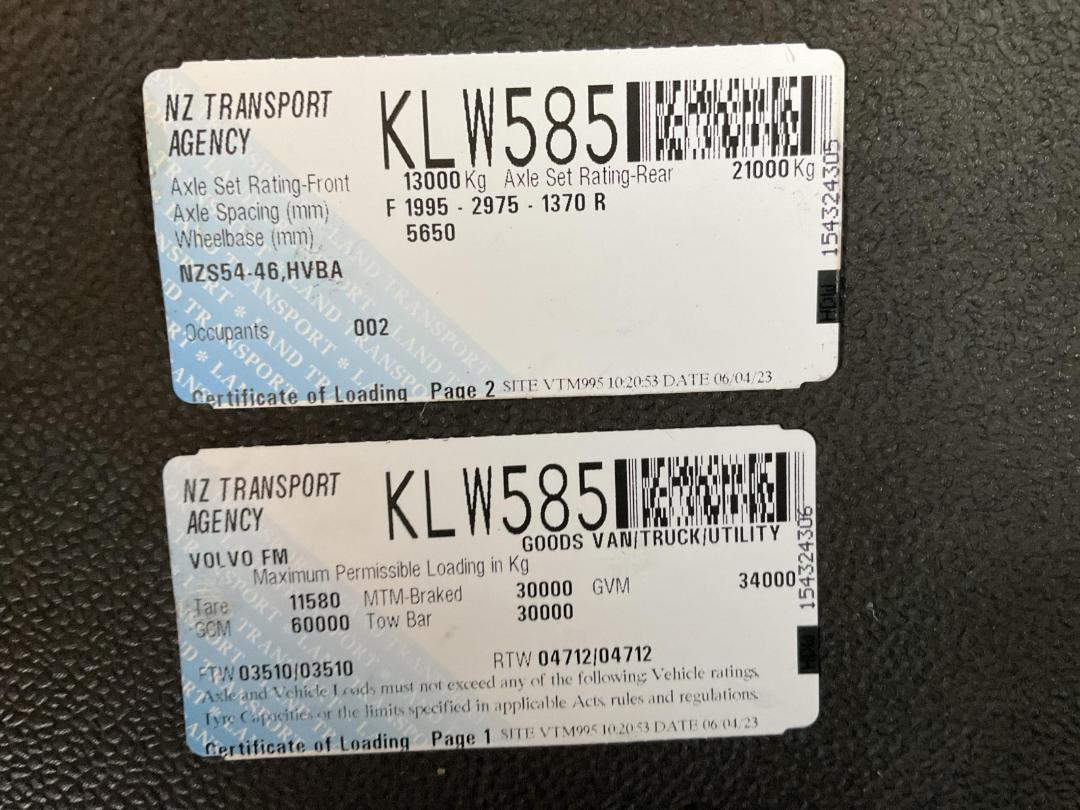 NZ TRANSPORT AGENCY KLW585
Axle Set Rating-Front 13000 Kg Axle Set Rating-Rear 21000 Kg
Axle Spacing (mm) F 1995 - 2975 - 1370 R
Wheelbase (mm) 5650
NZS54-46,HVBA
Occupants 002
Certificate of Loading Page 2 SITE VTM995 10:20:53 DATE 06/04/23
154324305
HDW
NZ TRANSPORT AGENCY KLW585
GOODS VAN/TRUCK/UTILITY
VOLVO FM
Maximum Permissible Loading in Kg
Tare 11580 MTM-Braked 30000 GVM 34000
GCM 60000 Tow Bar 30000
FTW 03510/03510 RTW 04712/04712
Axle and Vehicle Loads must not exceed any of the following Vehicle ratings,
Tyre Capacities or the limits specified in applicable Acts, rules and regulations.
Certificate of Loading Page 1 SITE VTM995 10:20:53 DATE 06/04/23
154324306
HDW